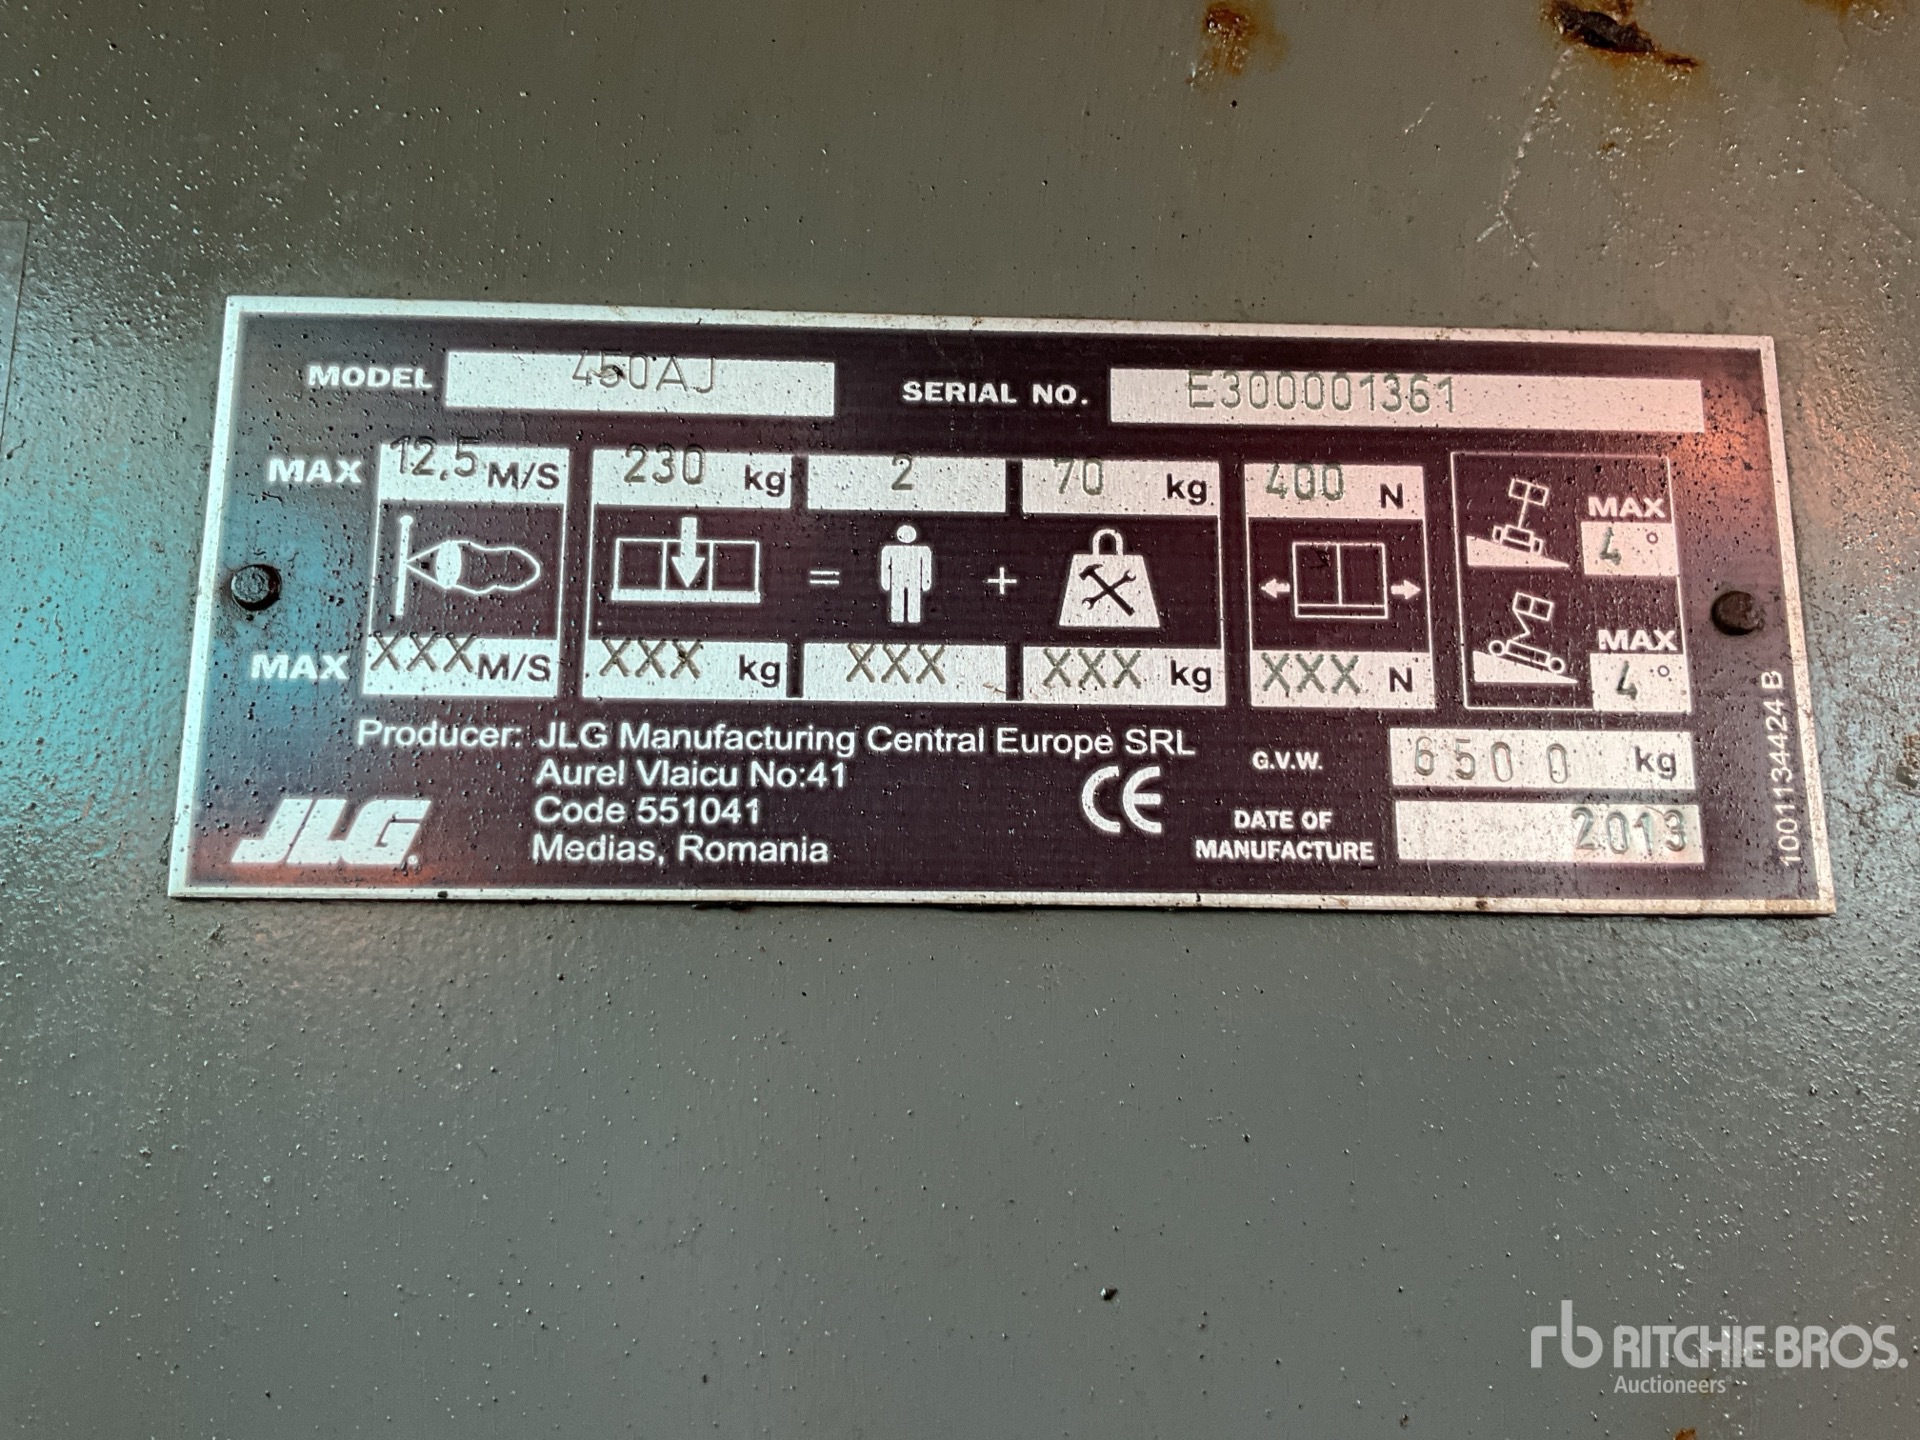 MODEL 450AJ SERIAL NO. E300001361
MAX 12,5 M/S 230 kg 2 70 kg 400 N
MAX 4°
= +
MAX XXX M/S XXX kg XXX XXX kg XXX N
MAX 4°
Producer: JLG Manufacturing Central Europe SRL
Aurel Vlaicu No:41
Code 551041
Medias, Romania
JLG
CE
G.V.W. 6500 kg
DATE OF
MANUFACTURE 2013
1001134424 B
rb RITCHIE BROS.
Auctioneers